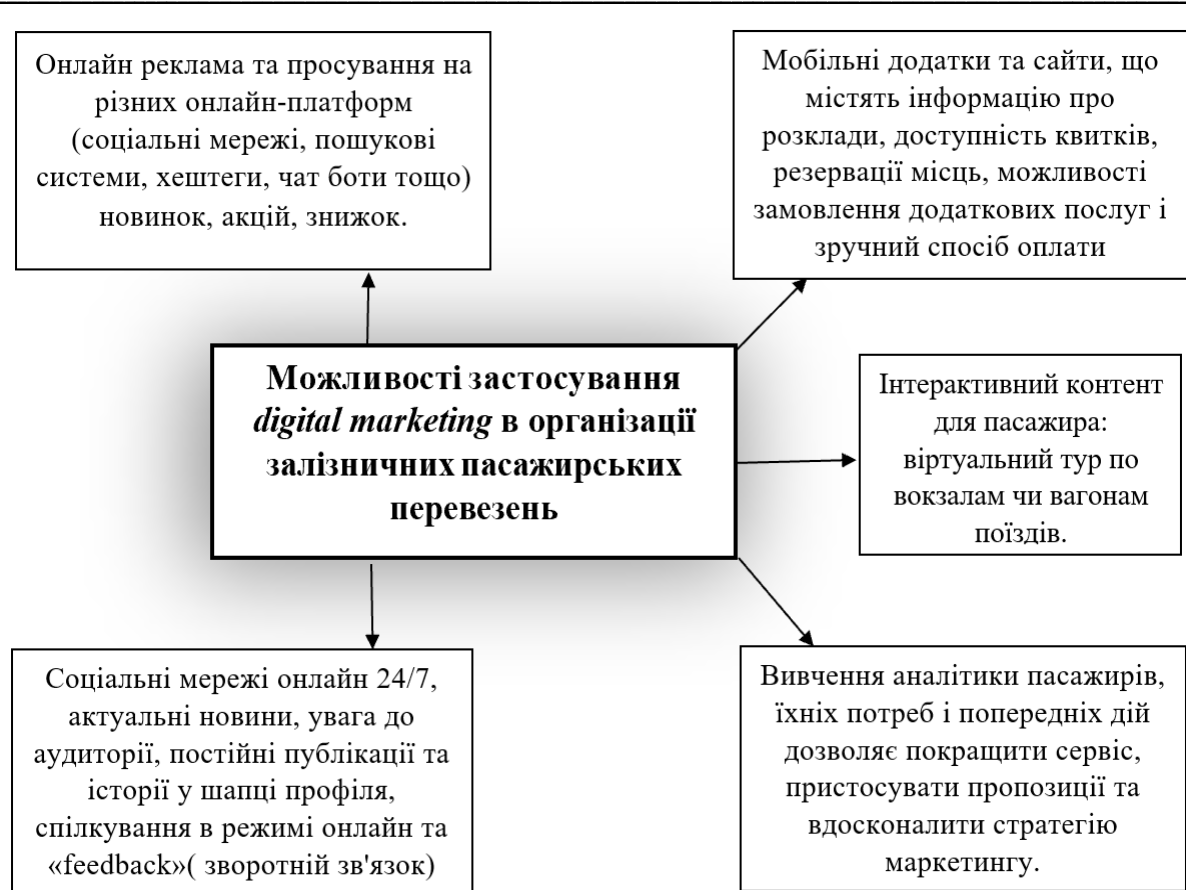 Онлайн реклама та просування на
різних онлайн-платформ
(соціальні мережі, пошукові
системи, хештеги, чат боти тощо)
новинок, акцій, знижок.
Мобільні додатки та сайти, що
містять інформацію про
розклади, доступність квитків,
резервації місць, можливості
замовлення додаткових послуг і
зручний спосіб оплати
Можливості застосування
digital marketing в організації
залізничних пасажирських
перевезень
Інтерактивний контент
для пасажира:
віртуальний тур по
вокзалам чи вагонам
поїздів.
Соціальні мережі онлайн 24/7,
актуальні новини, увага до
аудиторії, постійні публікації та
історії у шапці профіля,
спілкування в режимі онлайн та
«feedback»( зворотній зв'язок)
Вивчення аналітики пасажирів,
їхніх потреб і попередніх дій
дозволяє покращити сервіс,
пристосувати пропозиції та
вдосконалити стратегію
маркетингу.